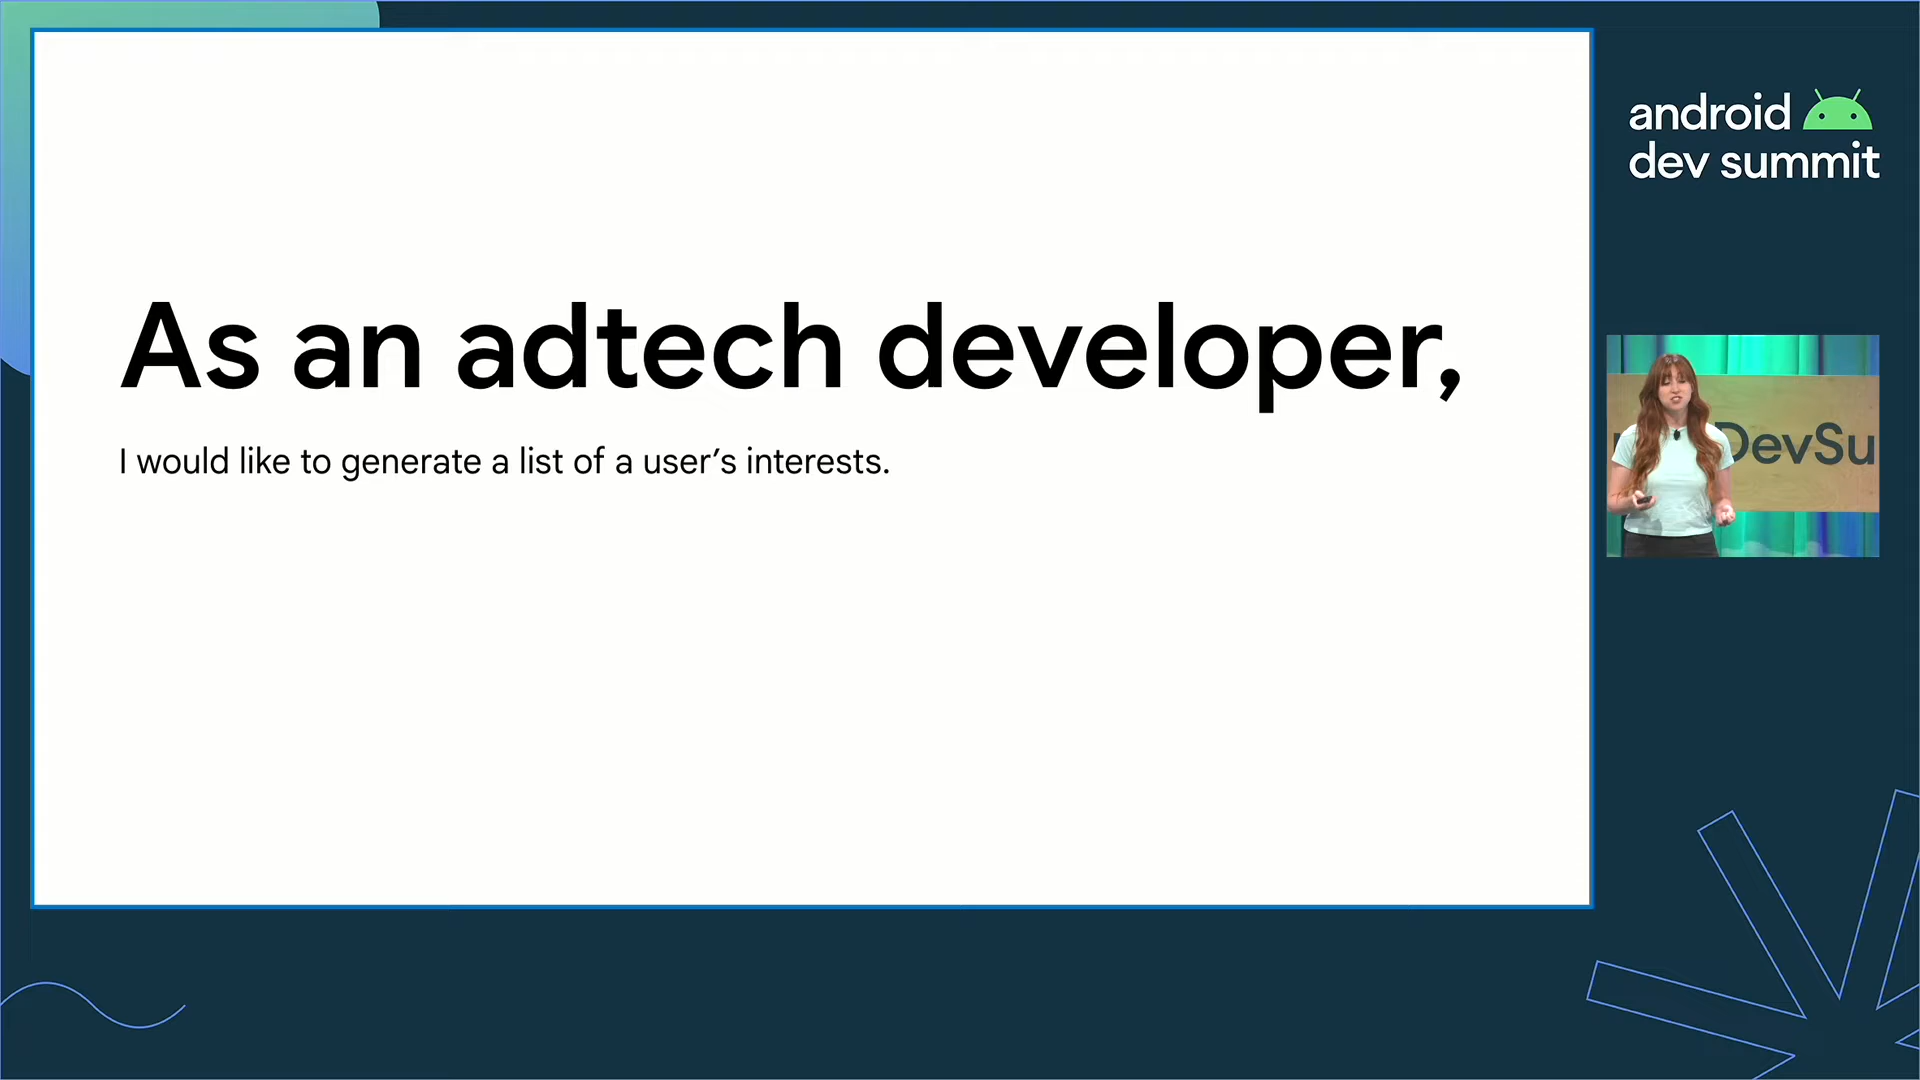 As an adtech developer,
I would like to generate a list of a user’s interests.
android
dev summit
DevSu